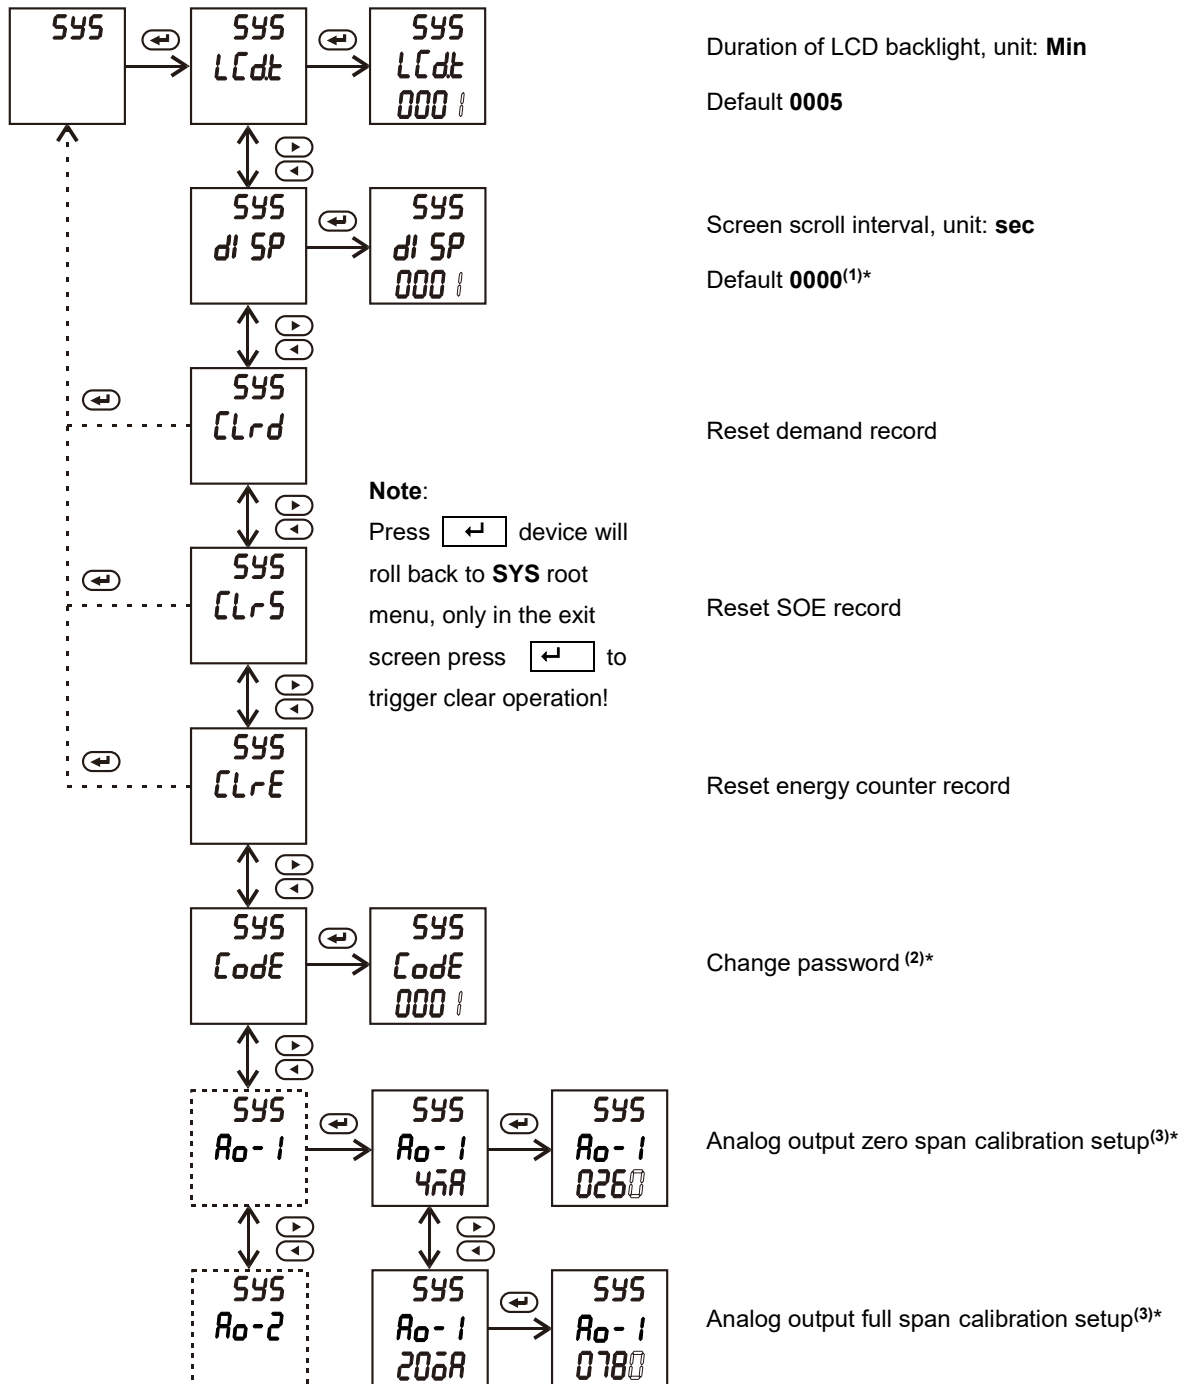 SYS SYS SYS
LCd.t LCd.t
0001
Duration of LCD backlight, unit: Min
Default 0005
SYS SYS
dISP dISP
0001
Screen scroll interval, unit: sec
Default 0000(1)*
SYS
CLrd
Reset demand record
Note:
Press ↵ device will
roll back to SYS root
menu, only in the exit
screen press ↵ to
trigger clear operation!
SYS
CLrS
Reset SOE record
SYS
CLrE
Reset energy counter record
SYS SYS
CodE CodE
0001
Change password (2)*
SYS SYS SYS
Ao-1 Ao-1 Ao-1
4mA 0260
Analog output zero span calibration setup(3)*
SYS SYS SYS
Ao-2 Ao-1 Ao-1
20mA 0780
Analog output full span calibration setup(3)*